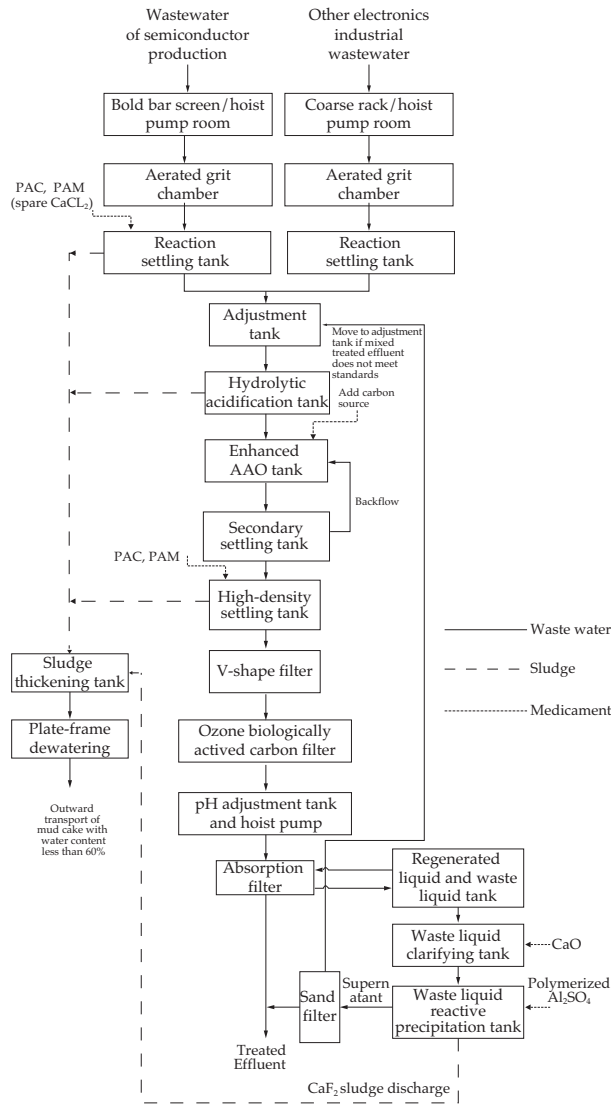 Wastewater
of semiconductor
production
Other electronics
industrial
wastewater
Bold bar screen/hoist
pump room
Coarse rack/hoist
pump room
Aerated grit
chamber
Aerated grit
chamber
PAC, PAM
(spare CaCL₂)
Reaction
settling tank
Reaction
settling tank
Adjustment
tank
Move to adjustment
tank if mixed
treated effluent
does not meet
standards
Hydrolytic
acidification tank
Add carbon
source
Enhanced
AAO tank
Backflow
Secondary
settling tank
PAC, PAM
High-density
settling tank
Waste water
Sludge
Medicament
Sludge
thickening tank
V-shape filter
Plate-frame
dewatering
Ozone biologically
actived carbon filter
Outward
transport of
mud cake with
water content
less than 60%
pH adjustment tank
and hoist pump
Absorption
filter
Regenerated
liquid and waste
liquid tank
Waste liquid
clarifying tank
CaO
Polymerized
Al₂SO₄
Waste liquid
reactive
precipitation tank
Supern
atant
Sand
filter
Treated
Effluent
CaF₂ sludge discharge